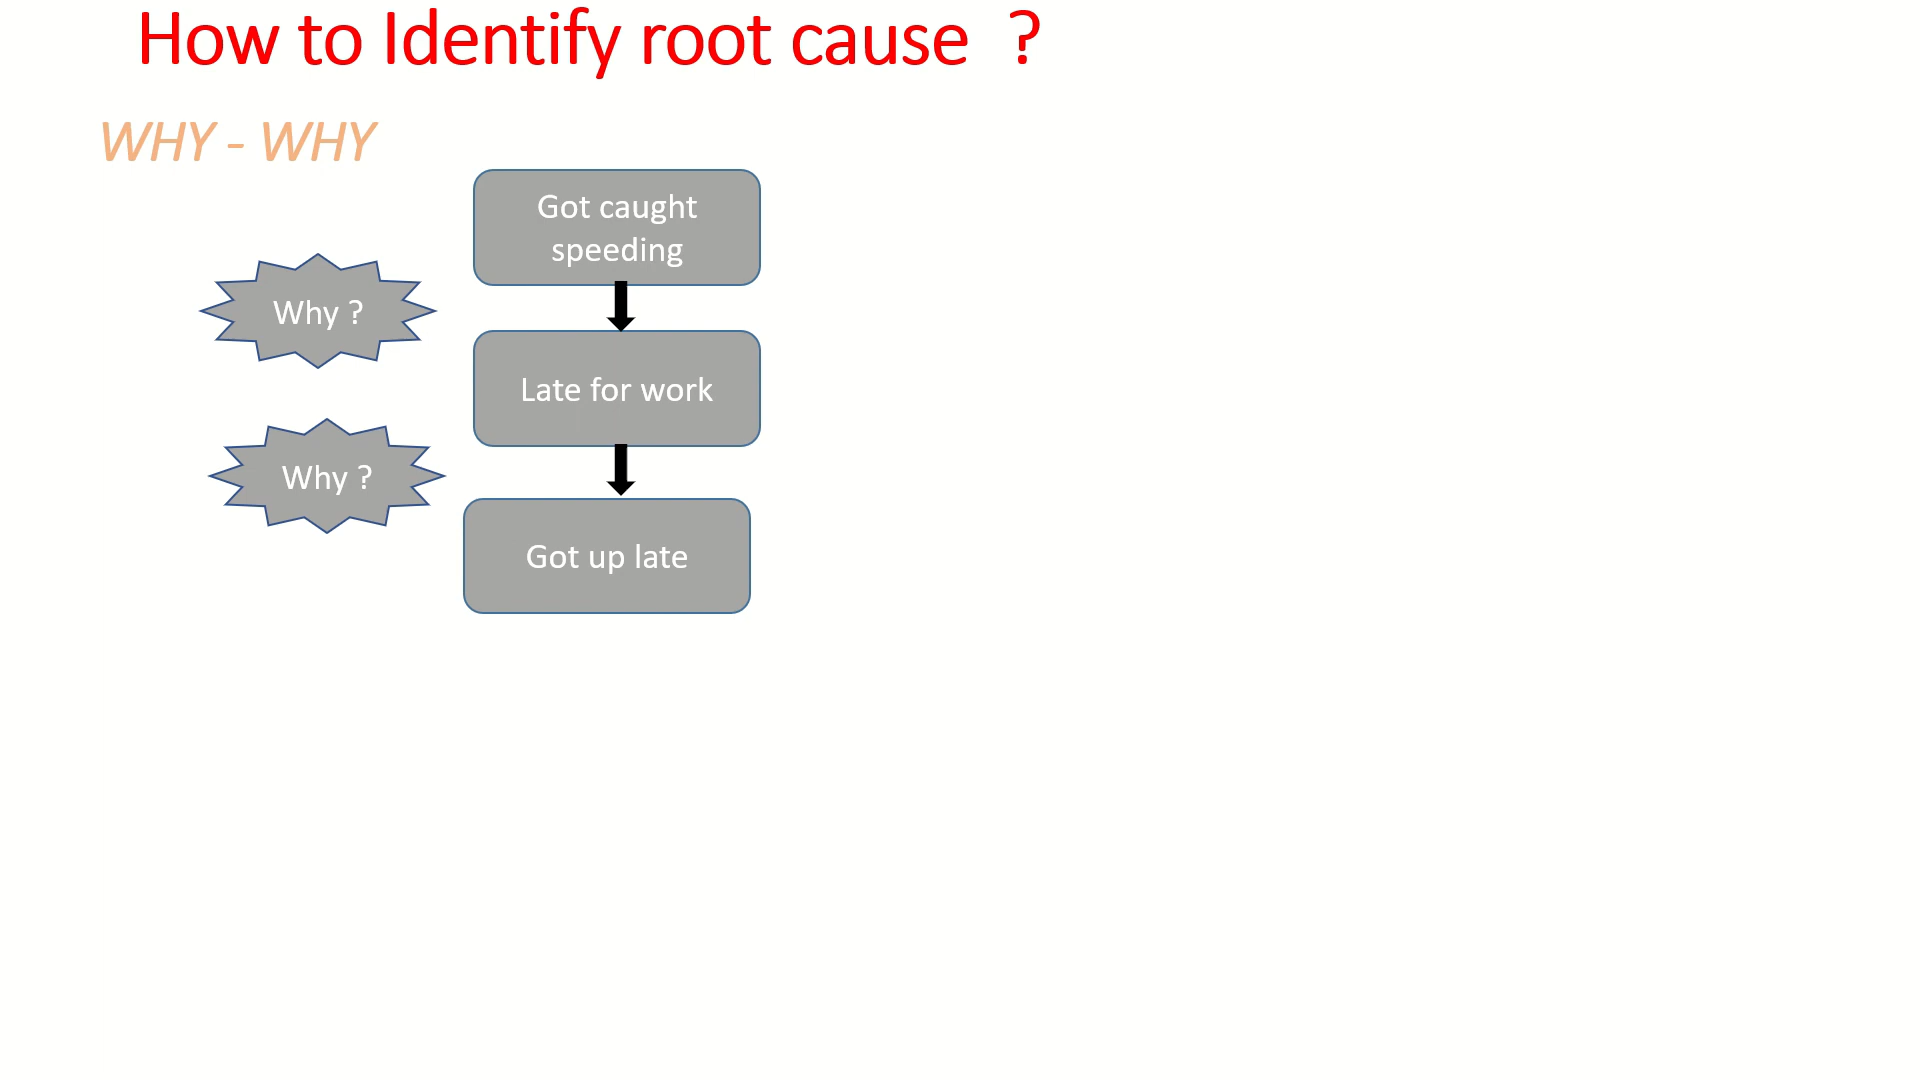 How to Identify root cause  ?
WHY - WHY
Got caught
speeding
Why ?
Late for work
Why ?
Got up late